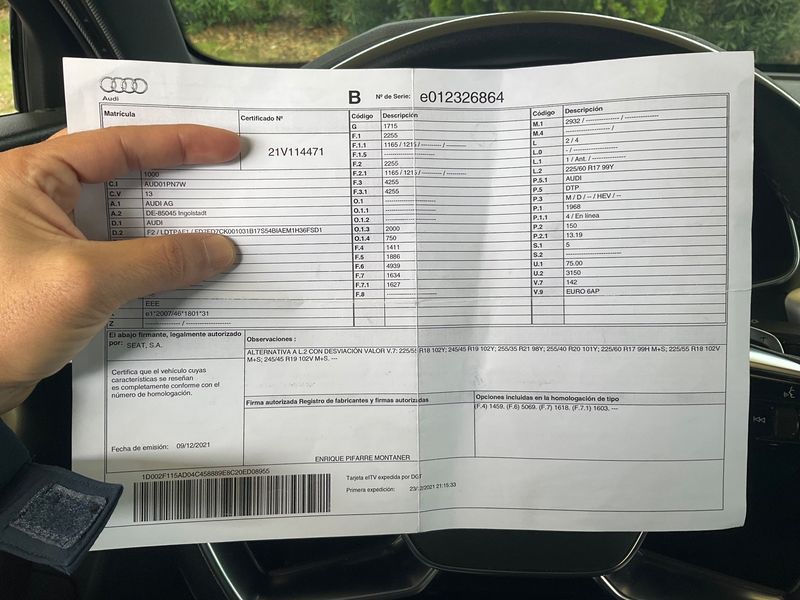 Audi
B Nº de Serie: e012326864
Matrícula
Certificado Nº
21V114471
1000
C.I AUD01PN7W
C.V 13
A.1 AUDI AG
A.2 DE-85045 Ingolstadt
D.1 AUDI
D.2
EEE
e1*2007/46*1801*31
Z ------------- / ----------------
Código Descripción
G 1715
F.1 2255
F.1.1 1165 / 1215 / ---------------
F.1.5 ---------------
F.2 2255
F.2.1 1165 / 1215 / ---------------
F.3 4255
F.3.1 4255
O.1 ---------------
O.1.1 ---------------
O.1.2 ---------------
O.1.3 2000
O.1.4 750
F.4 1411
F.5 1886
F.6 4939
F.7 1634
F.7.1 1627
F.8 ---------------
Código Descripción
M.1 2932 / --------------- / ---------------
M.4 --------------- /
L 2 / 4
L.0 - / ---------------
L.1 1 / Ant. / ---------------
L.2 225/60 R17 99Y
P.5.1 AUDI
P.5 DTP
P.3 M / D / -- / HEV / --
P.1 1968
P.1.1 4 / En línea
P.2 150
P.2.1 13.19
S.1 5
S.2 ---------------
U.1 75.00
U.2 3150
V.7 142
V.9 EURO 6AP
El abajo firmante, legalmente autorizado
por: SEAT, S.A.
Certifica que el vehículo cuyas
características se reseñan
es completamente conforme con el
número de homologación.
Fecha de emisión: 09/12/2021
Observaciones :
ALTERNATIVA A L.2 CON DESVIACIÓN VALOR V.7: 225/55 R18 102Y; 245/45 R19 102Y; 255/35 R21 98Y; 255/40 R20 101Y; 225/60 R17 99H M+S; 225/55 R18 102V
M+S; 245/45 R19 102V M+S. ---
Firma autorizada Registro de fabricantes y firmas autorizadas
ENRIQUE PIFARRE MONTANER
Opciones incluidas en la homologación de tipo
(F.4) 1459. (F.6) 5069. (F.7) 1618. (F.7.1) 1603. ---
1D002F115AD04C458889E8C20ED08955
Tarjeta eITV expedida por DGT
Primera expedición: 23/12/2021 21:15:33